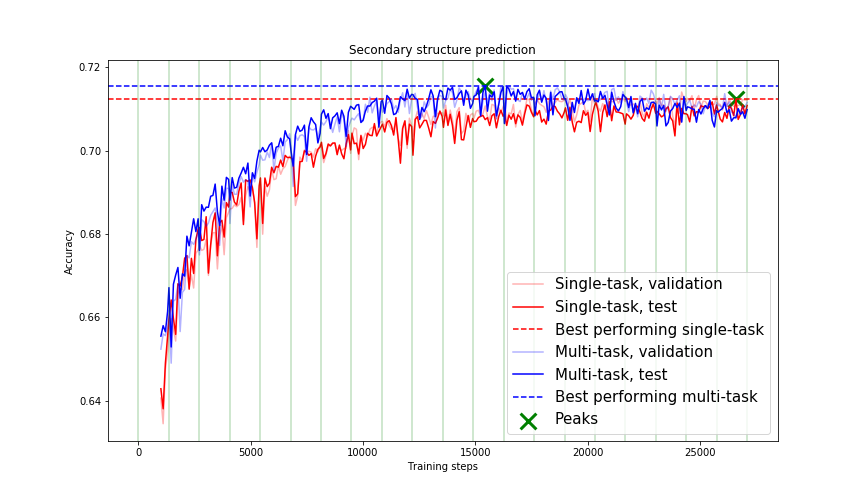 Secondary structure prediction
0.72
0.70
0.68
0.66
0.64
Accuracy
Single-task, validation
Single-task, test
Best performing single-task
Multi-task, validation
Multi-task, test
Best performing multi-task
Peaks
0
5000
10000
15000
20000
25000
Training steps